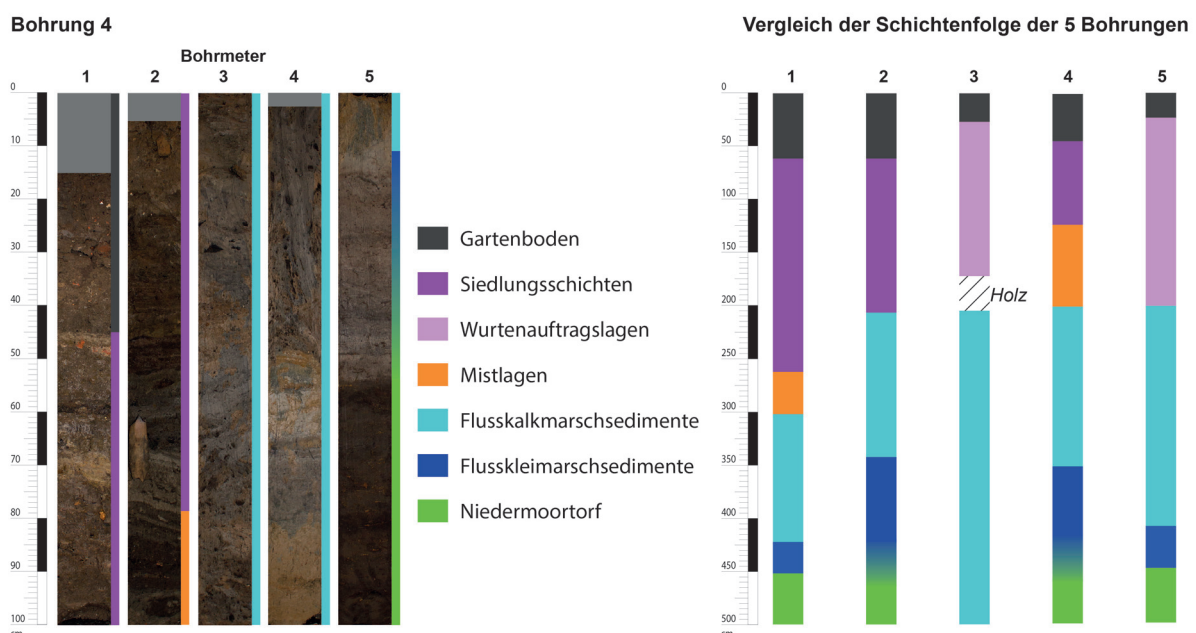 Bohrung 4
Vergleich der Schichtenfolge der 5 Bohrungen
Bohrmeter
1 2 3 4 5
0
10
20
30
40
50
60
70
80
90
100
cm
Gartenboden
Siedlungsschichten
Wurtenauftragslagen
Mistlagen
Flusskalkmarschsedimente
Flusskleimarschsedimente
Niedermoortorf
1 2 3 4 5
0
50
100
150
200
250
300
350
400
450
500
cm
Holz